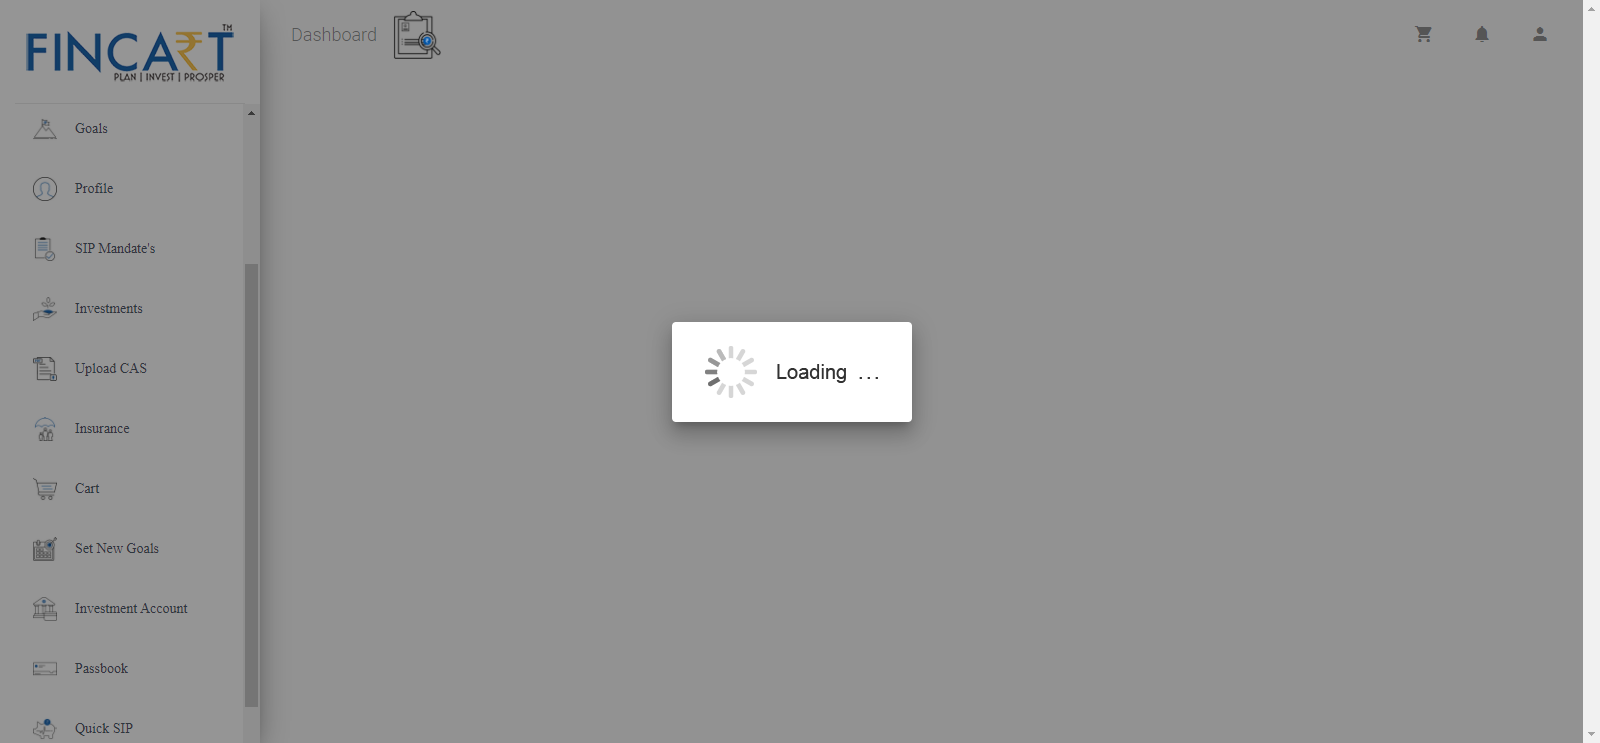 FINCART™
PLAN | INVEST | PROSPER
Dashboard
Goals
Profile
SIP Mandate's
Investments
Upload CAS
Insurance
Cart
Set New Goals
Investment Account
Passbook
Quick SIP
Loading ...